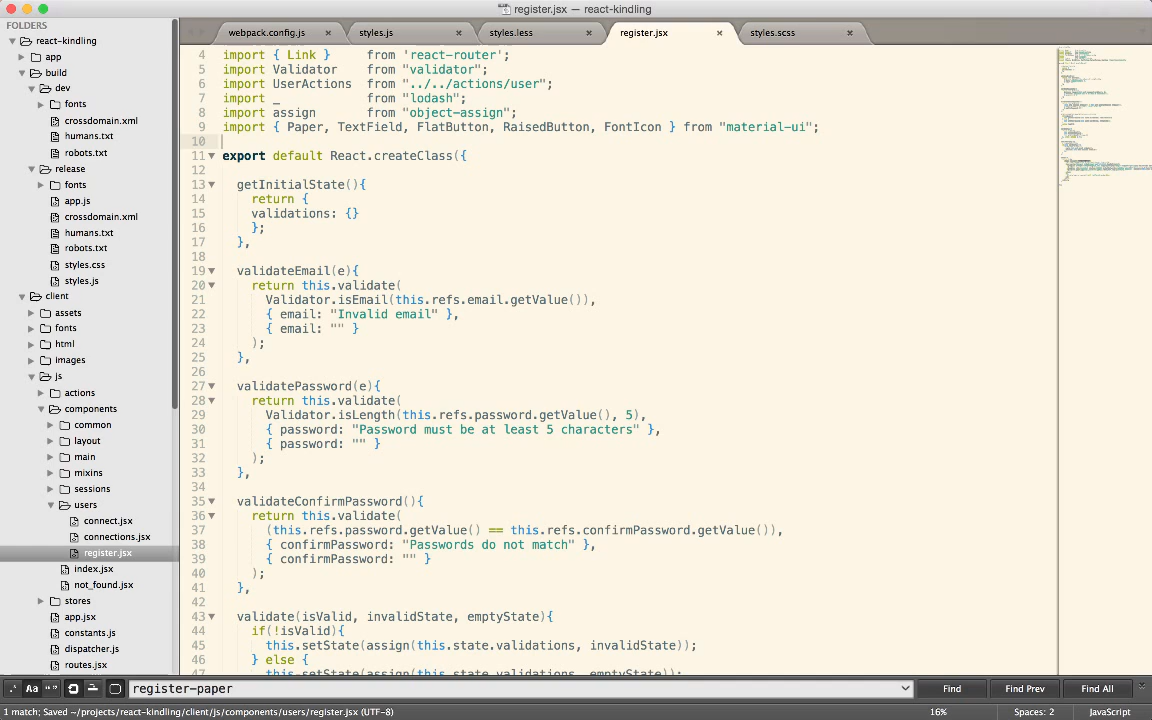 register.jsx — react-kindling
FOLDERS
react-kindling
app
build
dev
fonts
crossdomain.xml
humans.txt
robots.txt
release
fonts
app.js
crossdomain.xml
humans.txt
robots.txt
styles.css
styles.js
client
assets
fonts
html
images
js
actions
components
common
layout
main
mixins
sessions
users
connect.jsx
connections.jsx
register.jsx
index.jsx
not_found.jsx
stores
app.jsx
constants.js
dispatcher.js
routes.jsx
webpack.config.js × styles.js × styles.less × register.jsx × styles.scss ×
4 import { Link } from 'react-router';
5 import Validator from "validator";
6 import UserActions from "../../actions/user";
7 import _ from "lodash";
8 import assign from "object-assign";
9 import { Paper, TextField, FlatButton, RaisedButton, FontIcon } from "material-ui";
10
11 export default React.createClass({
12
13 getInitialState(){
14 return {
15 validations: {}
16 };
17 },
18
19 validateEmail(e){
20 return this.validate(
21 Validator.isEmail(this.refs.email.getValue()),
22 { email: "Invalid email" },
23 { email: "" }
24 );
25 },
26
27 validatePassword(e){
28 return this.validate(
29 Validator.isLength(this.refs.password.getValue(), 5),
30 { password: "Password must be at least 5 characters" },
31 { password: "" }
32 );
33 },
34
35 validateConfirmPassword(){
36 return this.validate(
37 (this.refs.password.getValue() == this.refs.confirmPassword.getValue()),
38 { confirmPassword: "Passwords do not match" },
39 { confirmPassword: "" }
40 );
41 },
42
43 validate(isValid, invalidState, emptyState){
44 if(!isValid){
45 this.setState(assign(this.state.validations, invalidState));
46 } else {
47 this.setState(assign(this.state.validations, emptyState));
.* Aa “” register-paper Find Find Prev Find All
1 match; Saved ~/projects/react-kindling/client/js/components/users/register.jsx (UTF-8) 16% Spaces: 2 JavaScript